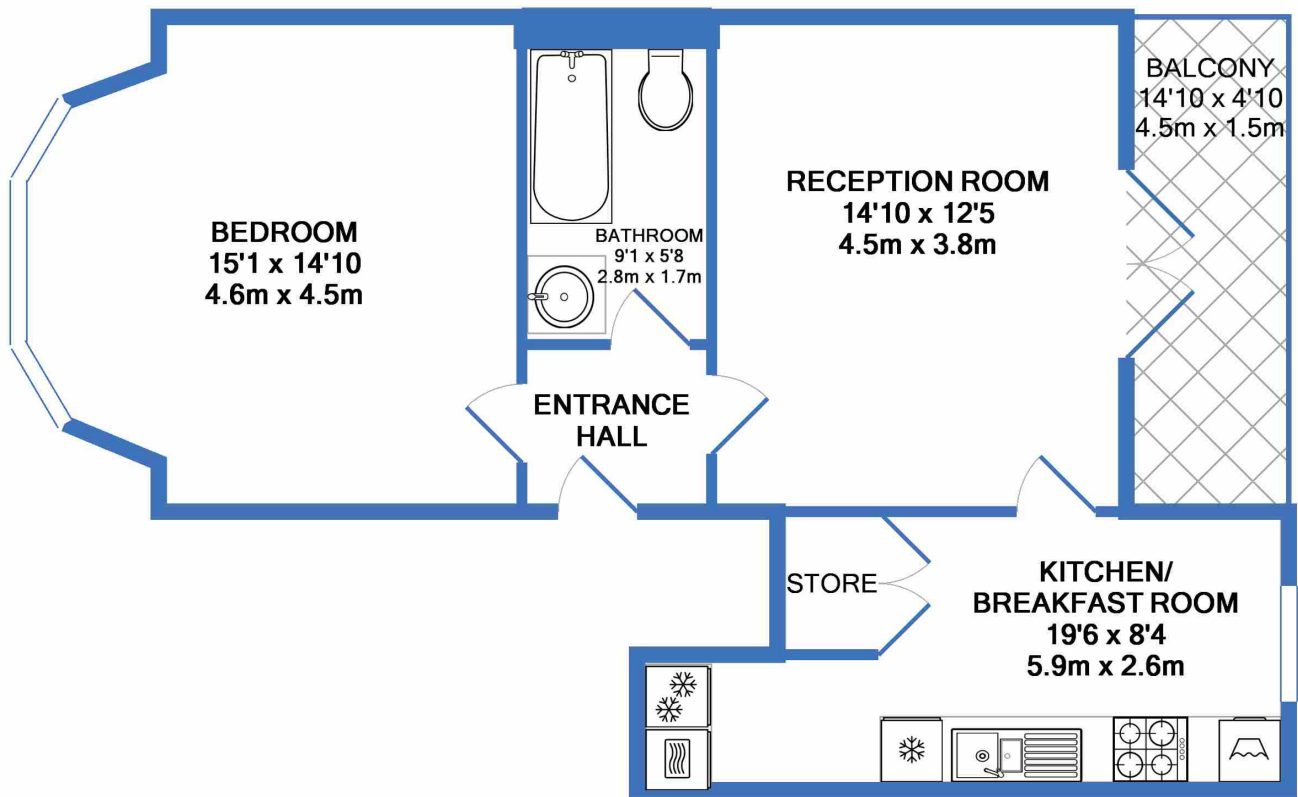 BEDROOM
15'1 x 14'10
4.6m x 4.5m
BATHROOM
9'1 x 5'8
2.8m x 1.7m
ENTRANCE
HALL
RECEPTION ROOM
14'10 x 12'5
4.5m x 3.8m
BALCONY
14'10 x 4'10
4.5m x 1.5m
STORE
KITCHEN/
BREAKFAST ROOM
19'6 x 8'4
5.9m x 2.6m